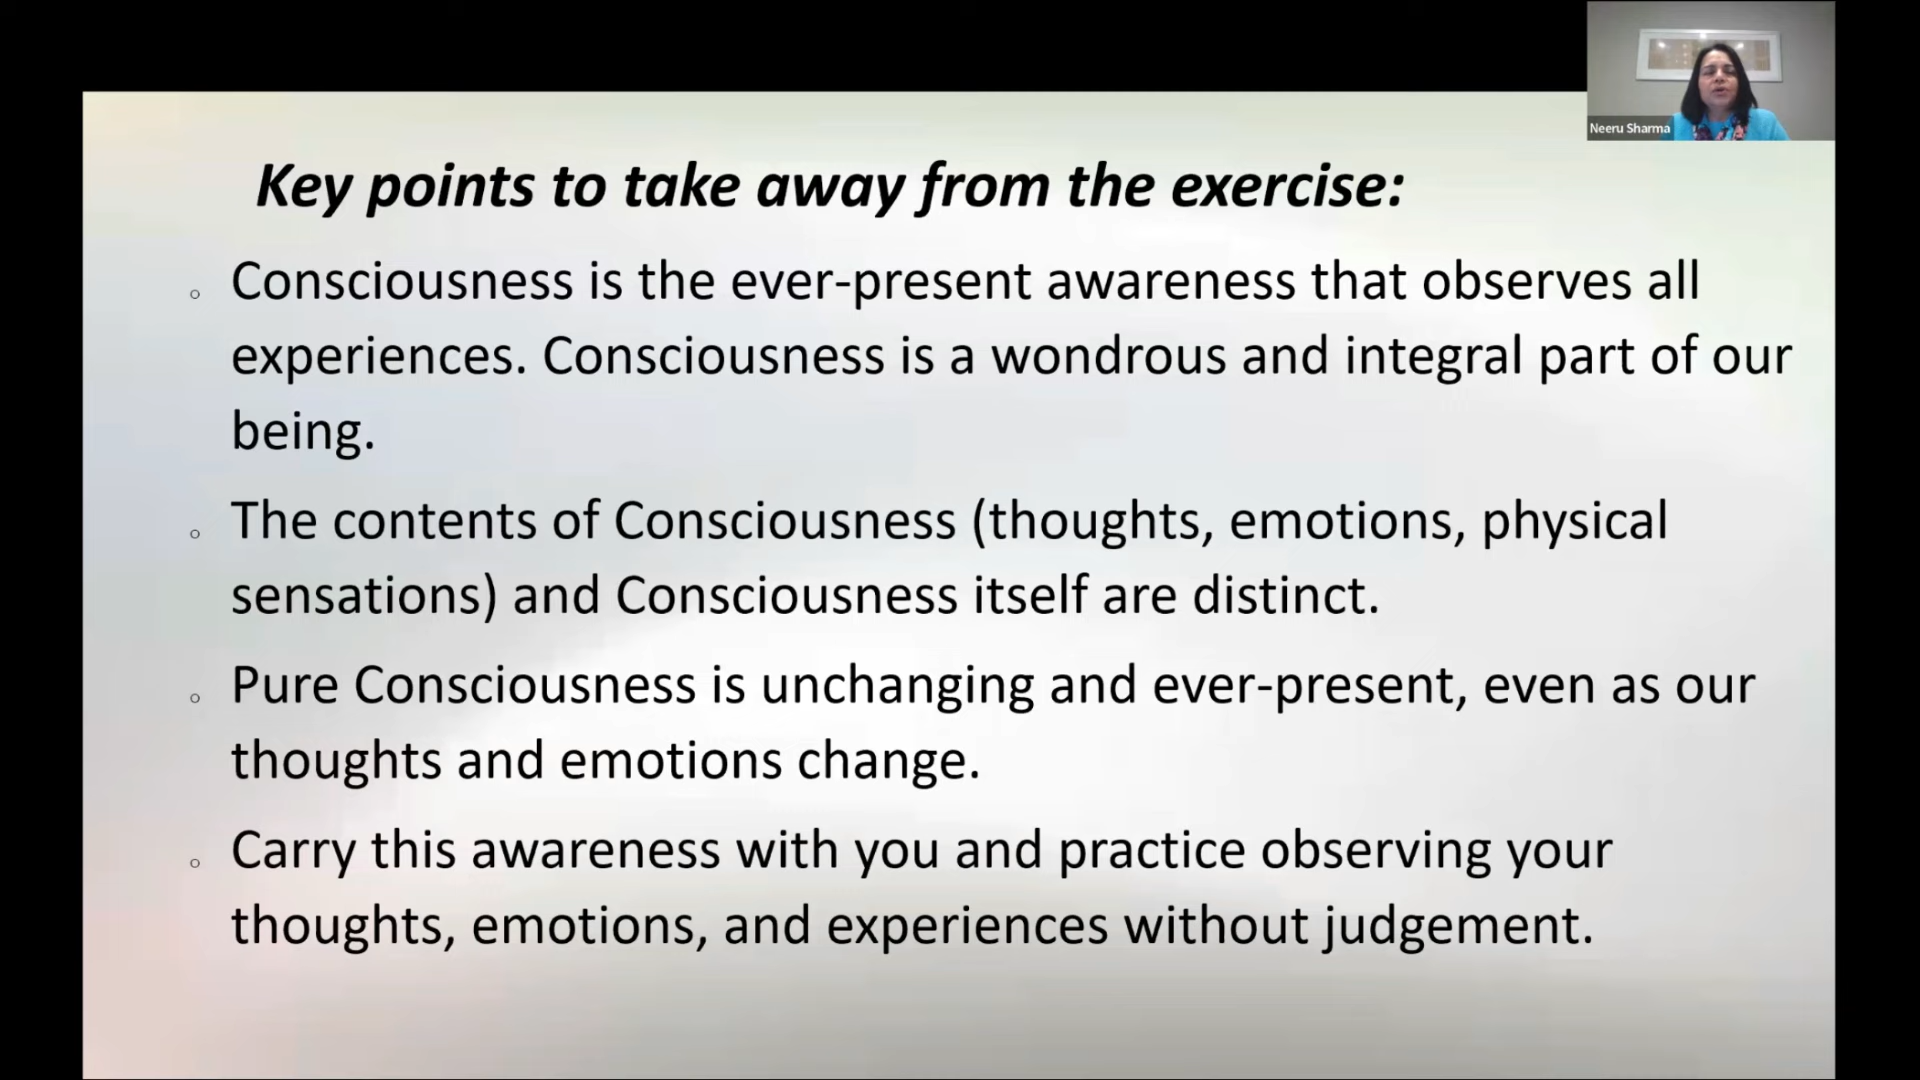 Neeru Sharma
Key points to take away from the exercise:
Consciousness is the ever-present awareness that observes all
experiences. Consciousness is a wondrous and integral part of our
being.
The contents of Consciousness (thoughts, emotions, physical
sensations) and Consciousness itself are distinct.
Pure Consciousness is unchanging and ever-present, even as our
thoughts and emotions change.
Carry this awareness with you and practice observing your
thoughts, emotions, and experiences without judgement.